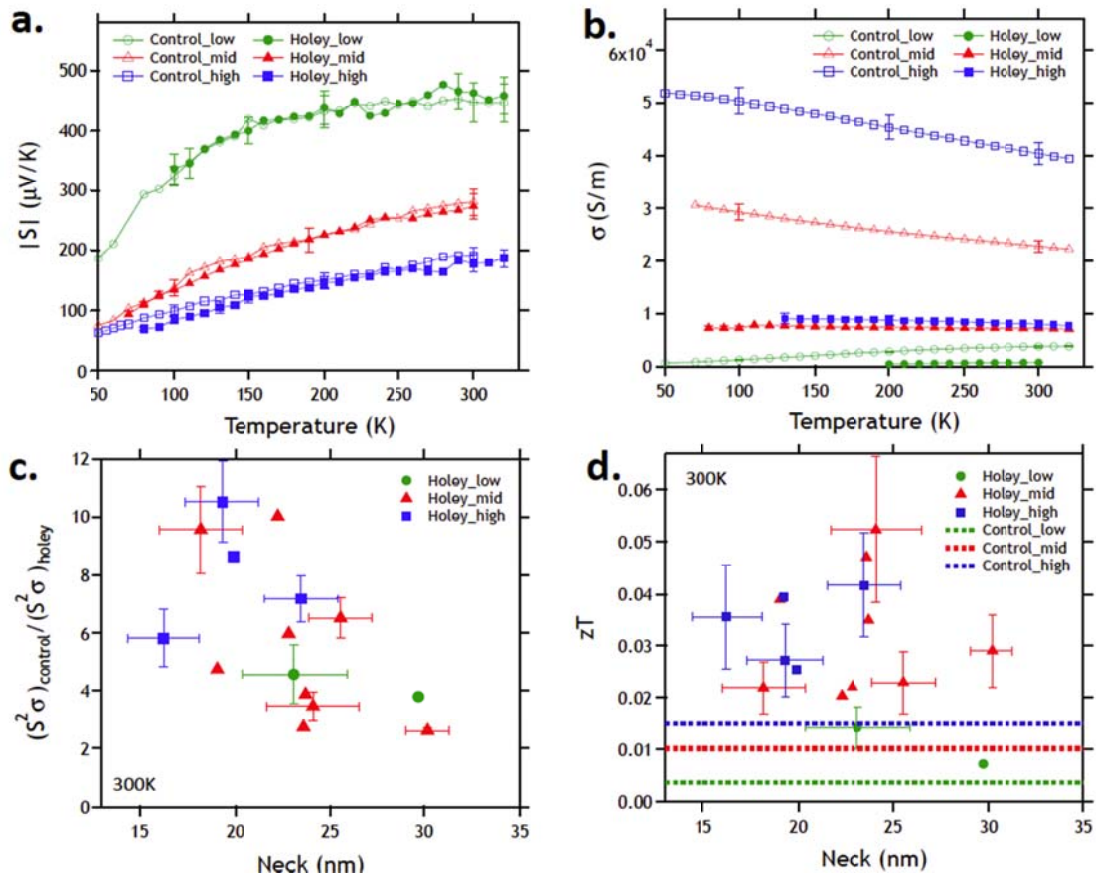 a.
Control_low
Holey_low
Control_mid
Holey_mid
Control_high
Holey_high
500
400
300
200
100
0
|S| (μV/K)
50 100 150 200 250 300
Temperature (K)
b.
Control_low
Holey_low
Control_mid
Holey_mid
Control_high
Holey_high
6x10⁴
5
4
3
2
1
0
σ (S/m)
50 100 150 200 250 300
Temperature (K)
c.
Holey_low
Holey_mid
Holey_high
12
10
8
6
4
2
0
(S²σ)control/(S²σ)holey
300K
15 20 25 30 35
Neck (nm)
d.
300K
Holey_low
Holey_mid
Holey_high
Control_low
Control_mid
Control_high
0.06
0.05
0.04
0.03
0.02
0.01
0.00
zT
15 20 25 30 35
Neck (nm)